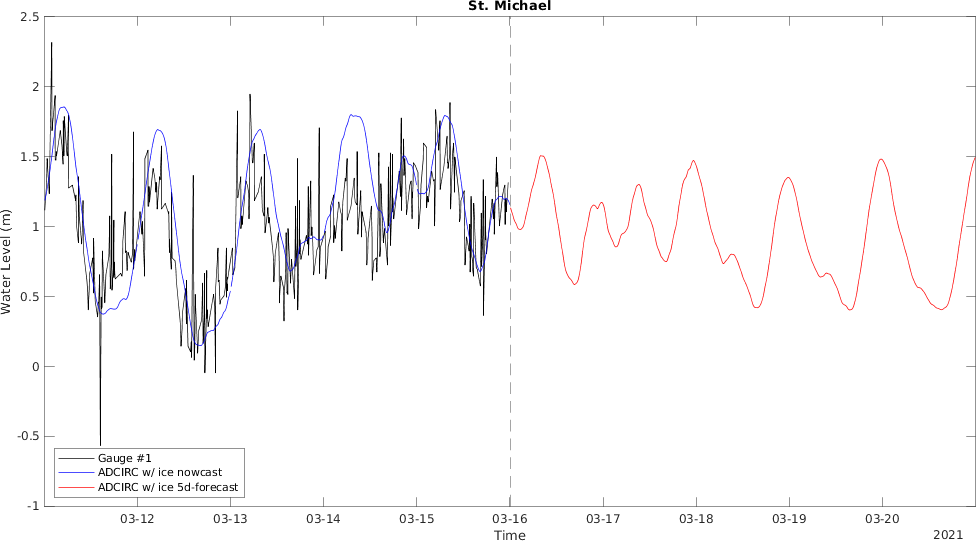 St. Michael
2.5
2
1.5
1
0.5
0
-0.5
-1
Water Level (m)
Gauge #1
ADCIRC w/ ice nowcast
ADCIRC w/ ice 5d-forecast
03-12 03-13 03-14 03-15 03-16 03-17 03-18 03-19 03-20
Time
2021